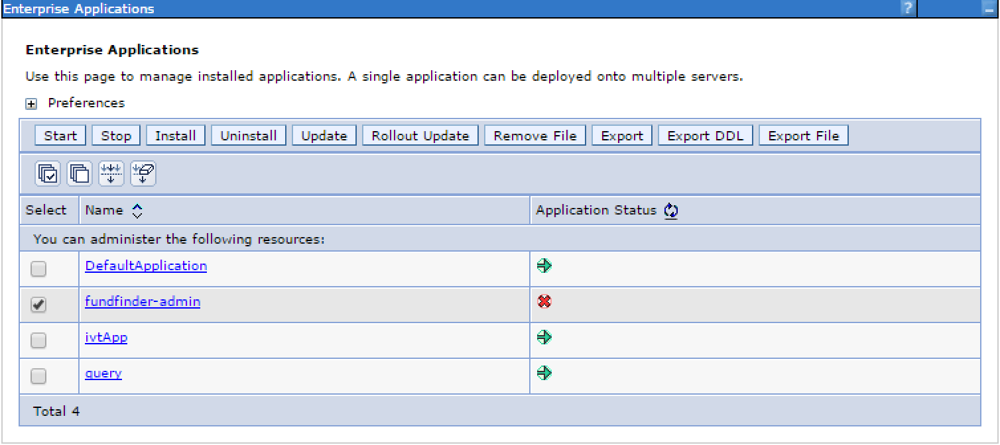 Enterprise Applications ?
Enterprise Applications
Use this page to manage installed applications. A single application can be deployed onto multiple servers.
Preferences
Start Stop Install Uninstall Update Rollout Update Remove File Export Export DDL Export File
Select Name Application Status
You can administer the following resources:
DefaultApplication
fundfinder-admin
ivtApp
query
Total 4